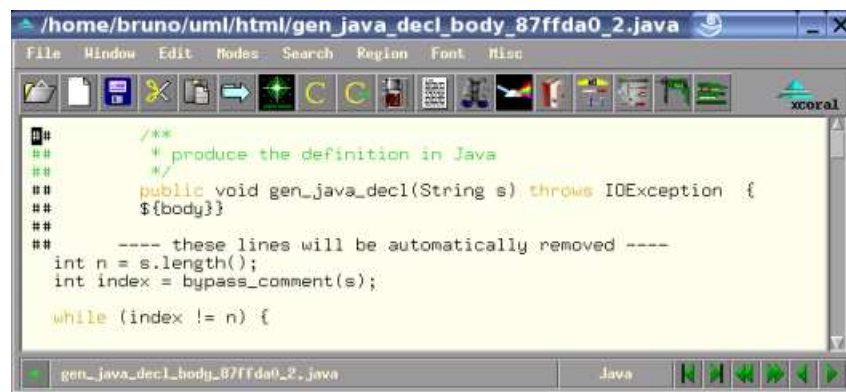 /home/bruno/uml/html/gen_java_decl_body_87ffda0_2.java
File Window Edit Modes Search Region Font Misc
C C xcoral
## /**
## * produce the definition in Java
## */
## public void gen_java_decl(String s) throws IOException {
## ${body}}
##
## ---- these lines will be automatically removed ----
int n = s.length();
int index = bypass_comment(s);
while (index != n) {
gen_java_decl_body_87ffda0_2.java Java